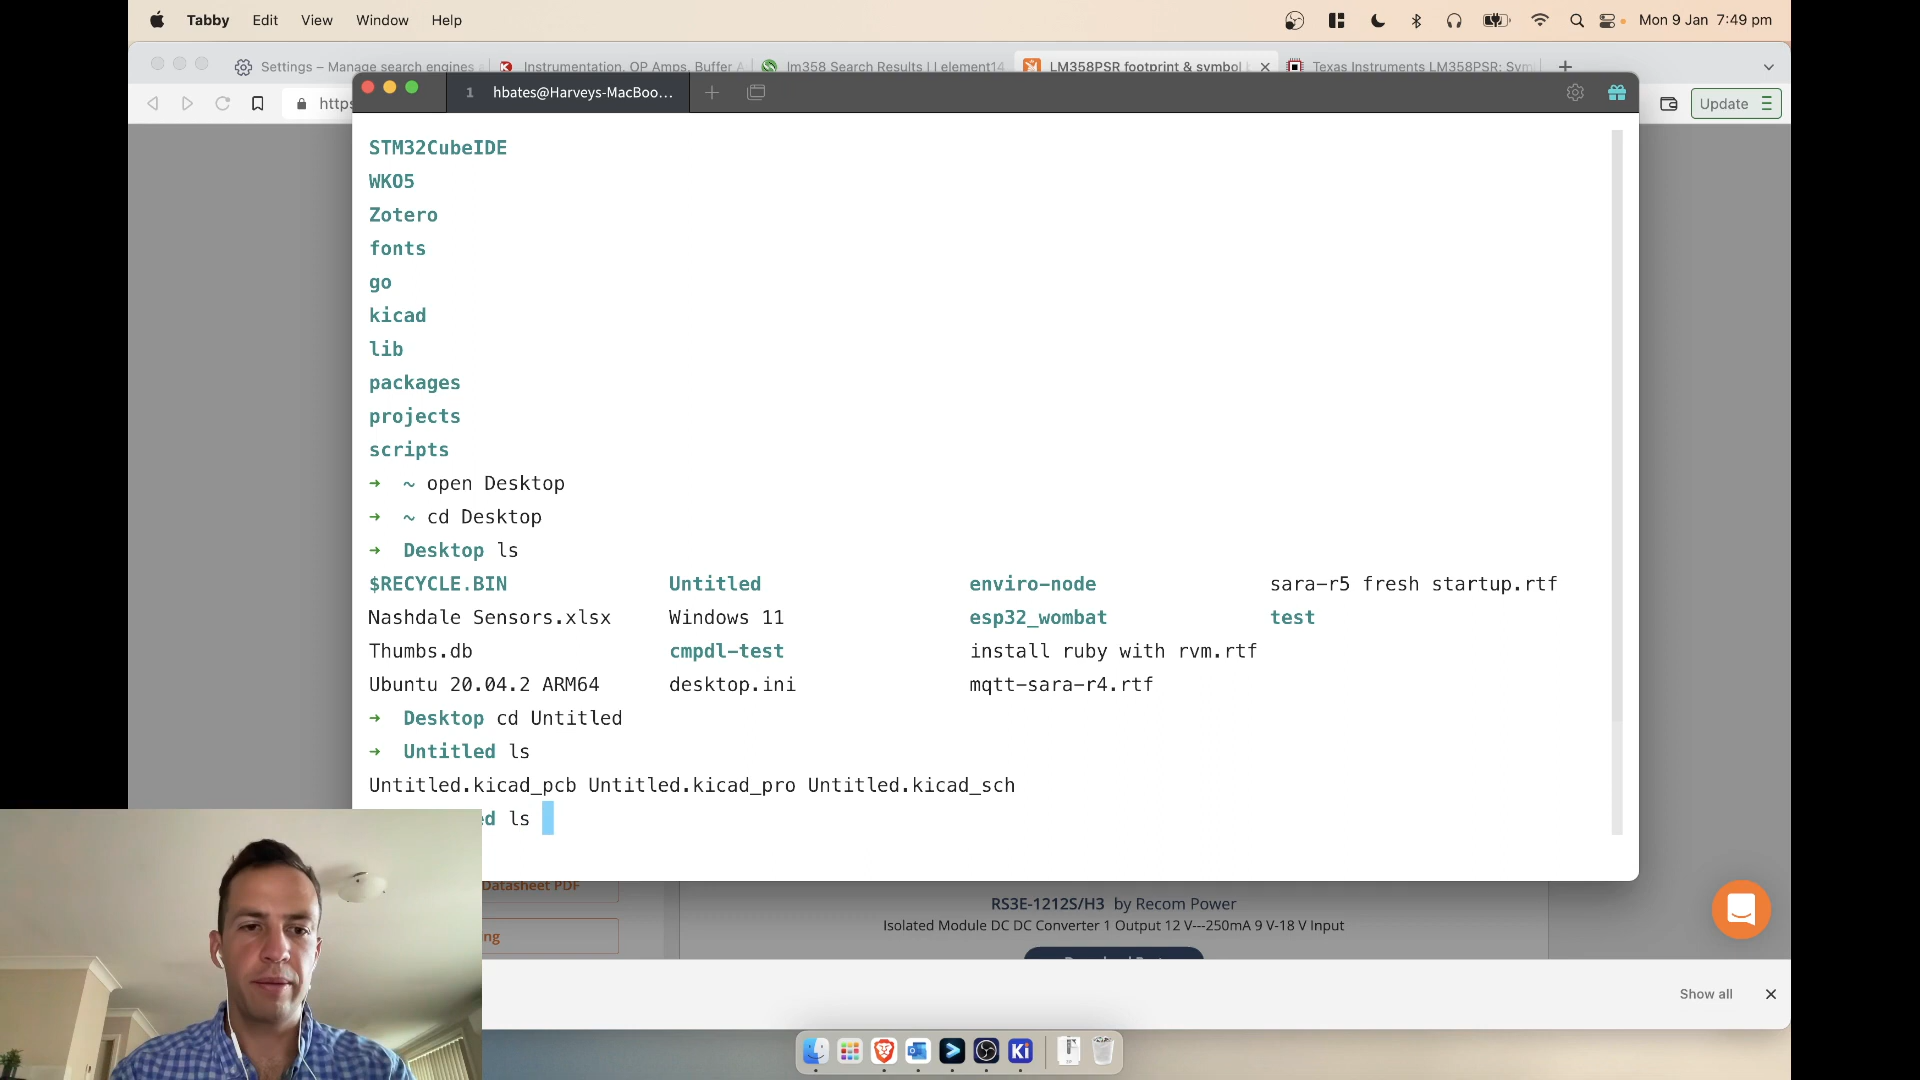 Tabby Edit View Window Help Mon 9 Jan 7:49 pm
Settings – Manage search engines Instrumentation, OP Amps, Buffer A lm358 Search Results | element14 LM358PSR footprint & symbol Texas Instruments LM358PSR: Sym
https Update
1 hbates@Harveys-MacBoo...
STM32CubeIDE
WKO5
Zotero
fonts
go
kicad
lib
packages
projects
scripts
➜ ~ open Desktop
➜ ~ cd Desktop
➜ Desktop ls
$RECYCLE.BIN Untitled enviro-node sara-r5 fresh startup.rtf
Nashdale Sensors.xlsx Windows 11 esp32_wombat test
Thumbs.db cmpdl-test install ruby with rvm.rtf
Ubuntu 20.04.2 ARM64 desktop.ini mqtt-sara-r4.rtf
➜ Desktop cd Untitled
➜ Untitled ls
Untitled.kicad_pcb Untitled.kicad_pro Untitled.kicad_sch
ed ls
Datasheet PDF
ng
RS3E-1212S/H3 by Recom Power
Isolated Module DC DC Converter 1 Output 12 V---250mA 9 V-18 V Input
Show all
Ki